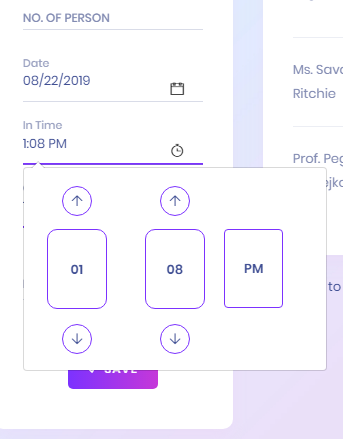 NO. OF PERSON
Date
08/22/2019
In Time
1:08 PM
01
08
PM
SAVE
Ms. Sava
Ritchie
Prof. Peg
ejko
to